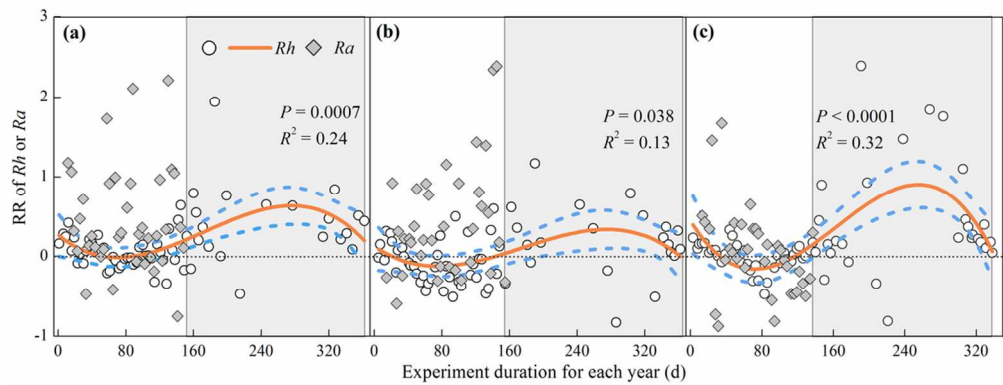 3
2
1
0
-1
RR of Rh or Ra
(a)
Rh Ra
P = 0.0007
R² = 0.24
(b)
P = 0.038
R² = 0.13
(c)
P < 0.0001
R² = 0.32
0 80 160 240 320 0 80 160 240 320 0 80 160 240 320
Experiment duration for each year (d)